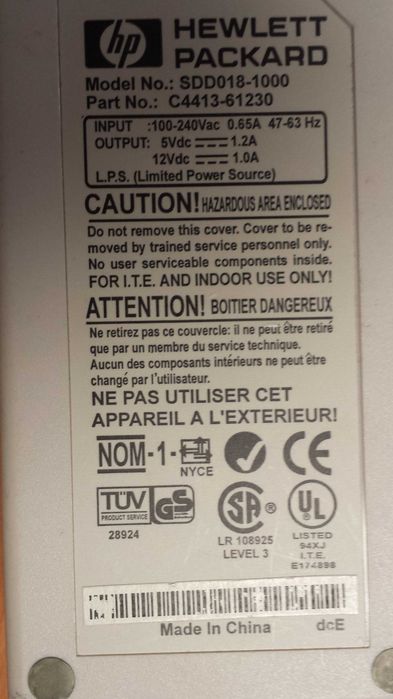 hp HEWLETT
PACKARD
Model No.: SDD018-1000
Part No.: C4413-61230
INPUT :100-240Vac 0.65A 47-63 Hz
OUTPUT: 5Vdc 1.2A
12Vdc 1.0A
L.P.S. (Limited Power Source)
CAUTION! HAZARDOUS AREA ENCLOSED
Do not remove this cover. Cover to be re-
moved by trained service personnel only.
No user serviceable components inside.
FOR I.T.E. AND INDOOR USE ONLY!
ATTENTION! BOITIER DANGEREUX
Ne retirez pas ce couvercle: il ne peut être retiré
que par un membre du service technique.
Aucun des composants intérieurs ne peut être
changé par l'utilisateur.
NE PAS UTILISER CET
APPAREIL A L'EXTERIEUR!
NOM-1-
NYCE
CE
TÜV
PRODUCT SERVICE
GS
28924
SA ®
LR 108925
LEVEL 3
UL
LISTED
94XJ
I.T.E.
E174898
Made In China dcE